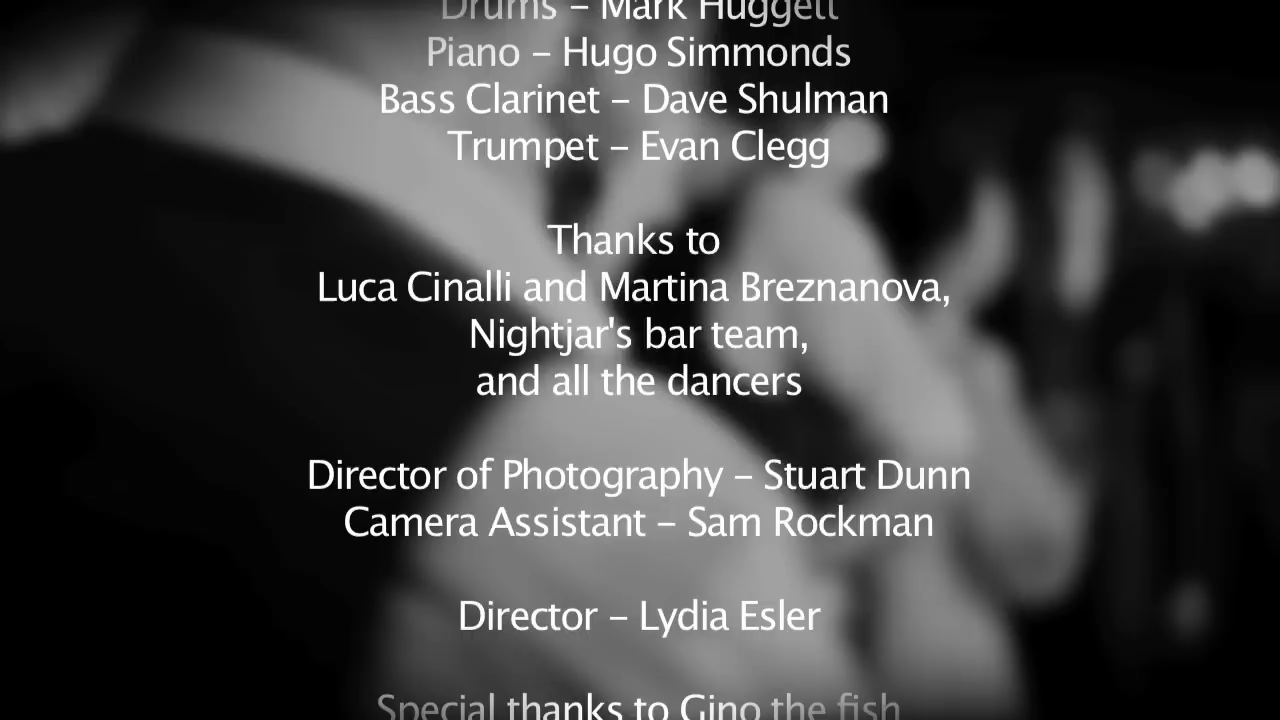 Drums – Mark Huggett
Piano – Hugo Simmonds
Bass Clarinet – Dave Shulman
Trumpet – Evan Clegg
Thanks to
Luca Cinalli and Martina Breznanova,
Nightjar's bar team,
and all the dancers
Director of Photography – Stuart Dunn
Camera Assistant – Sam Rockman
Director – Lydia Esler
Special thanks to Gino the fish